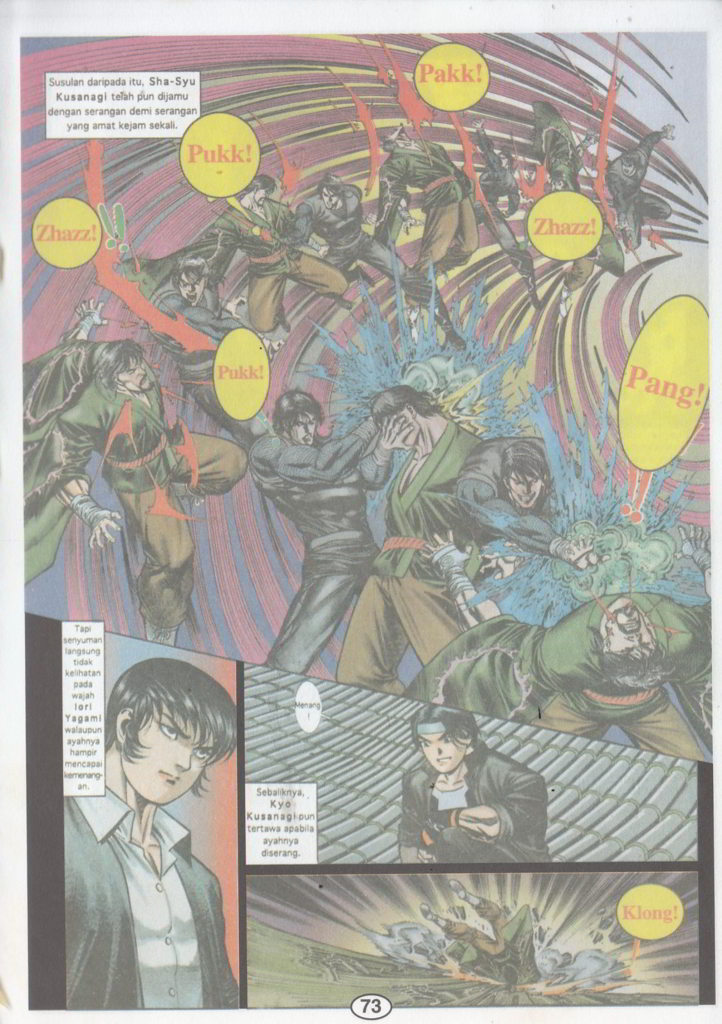 Susulan daripada itu, Sha-Syu
Kusanagi telah pun dijamu
dengan serangan demi serangan
yang amat kejam sekali.
Pakk!
Pukk!
Zhazz!
Zhazz!
Pukk!
Pang!
Tapi
senyuman
langsung
tidak
kelihatan
pada
wajah
Iori
Yagami
walaupun
ayahnya
hampir
mencapai
kemenang-
an.
Menang
!
Sebaliknya,
Kyo
Kusanagi pun
tertawa apabila
ayahnya
diserang.
Klong!
73